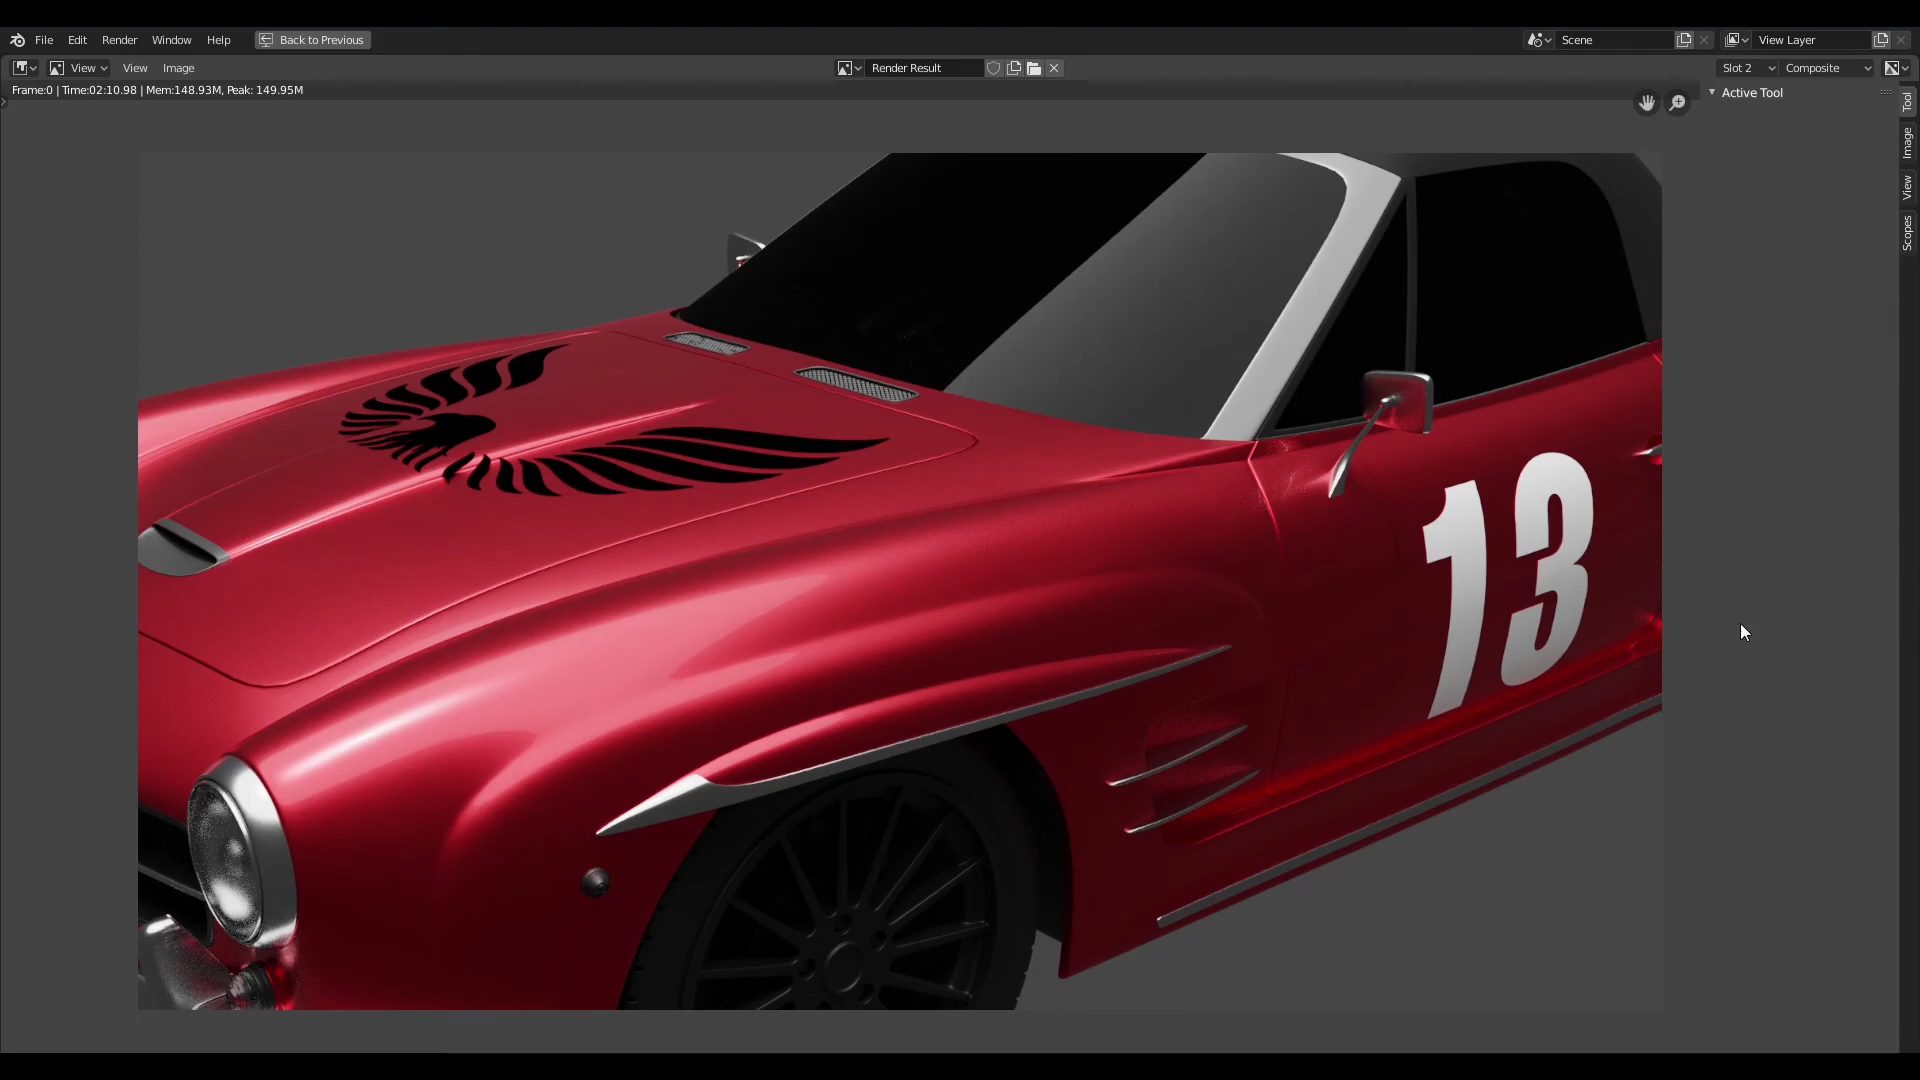 File Edit Render Window Help Back to Previous Scene View Layer
View View Image Render Result Slot 2 Composite
Frame:0 | Time:02:10.98 | Mem:148.93M, Peak: 149.95M
Active Tool
Tool
Image
View
Scopes
13